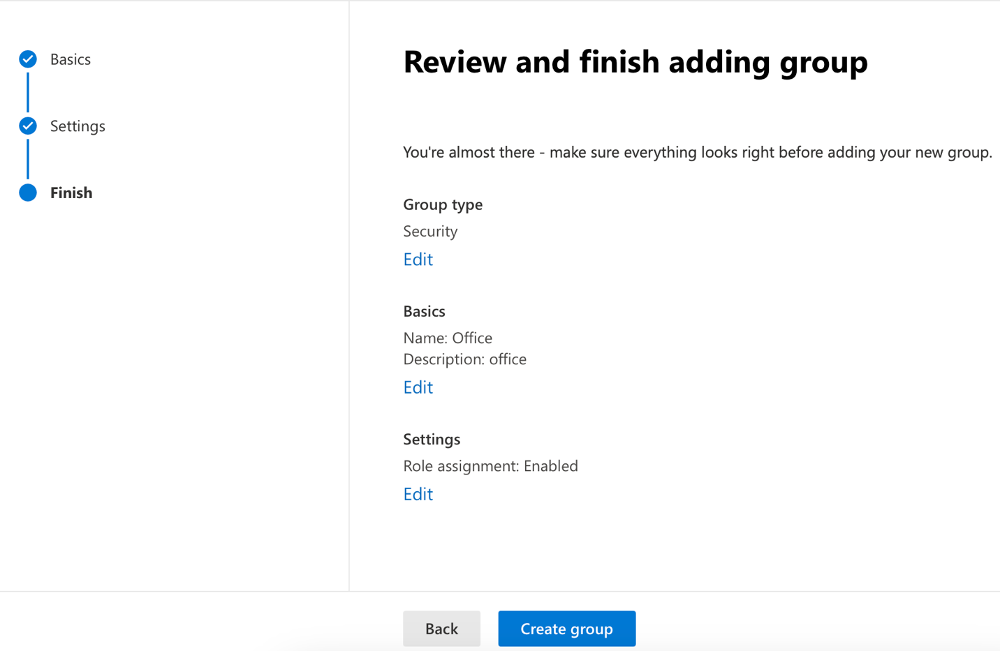 Basics
Settings
Finish
Review and finish adding group
You're almost there - make sure everything looks right before adding your new group.
Group type
Security
Edit
Basics
Name: Office
Description: office
Edit
Settings
Role assignment: Enabled
Edit
Back
Create group